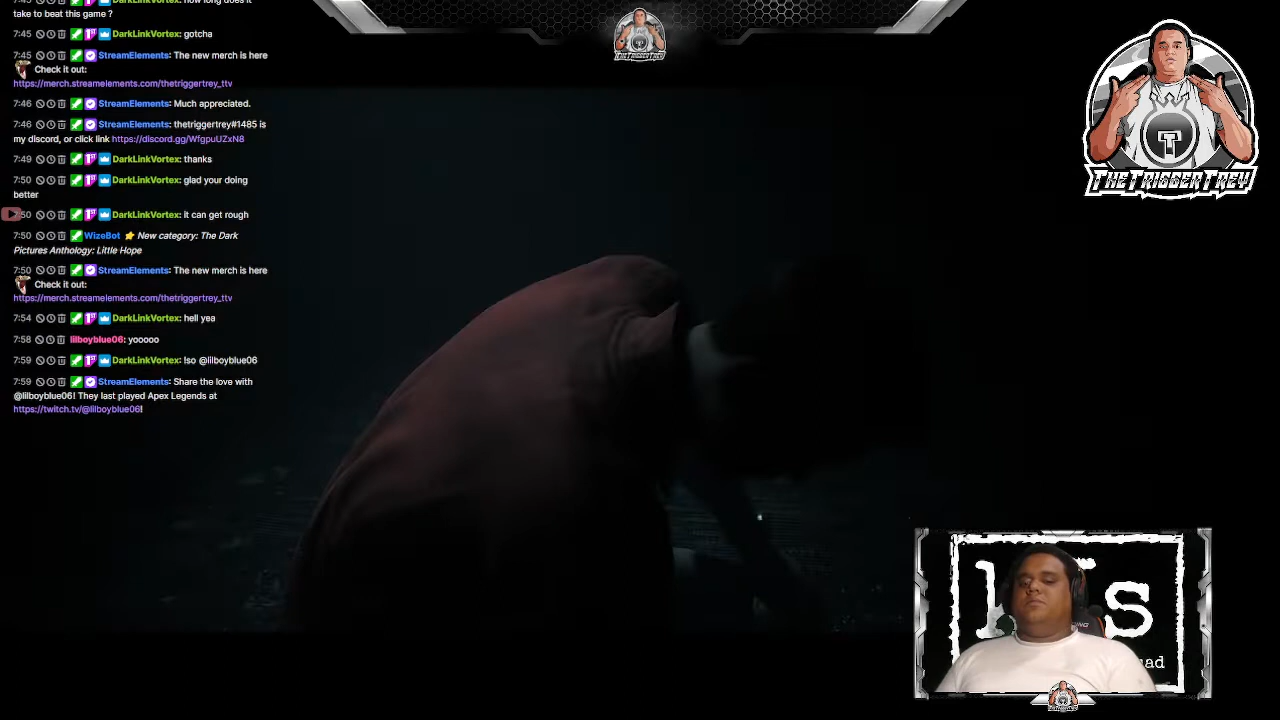 7:45 DarkLinkVortex: how long does it
take to beat this game ?
7:45 DarkLinkVortex: gotcha
7:45 StreamElements: The new merch is here
Check it out:
https://merch.streamelements.com/thetriggertrey_ttv
7:46 StreamElements: Much appreciated.
7:46 StreamElements: thetriggertrey#1485 is
my discord, or click link https://discord.gg/WfgpuUZxN8
7:49 DarkLinkVortex: thanks
7:50 DarkLinkVortex: glad your doing
better
:50 DarkLinkVortex: it can get rough
7:50 WizeBot New category: The Dark
Pictures Anthology: Little Hope
7:50 StreamElements: The new merch is here
Check it out:
https://merch.streamelements.com/thetriggertrey_ttv
7:54 DarkLinkVortex: hell yea
7:58 lilboyblue06: yooooo
7:59 DarkLinkVortex: !so @lilboyblue06
7:59 StreamElements: Share the love with
@lilboyblue06! They last played Apex Legends at
https://twitch.tv/@lilboyblue06!
THETRIGGERTREY
T
THETRIGGERTREY
s
uad